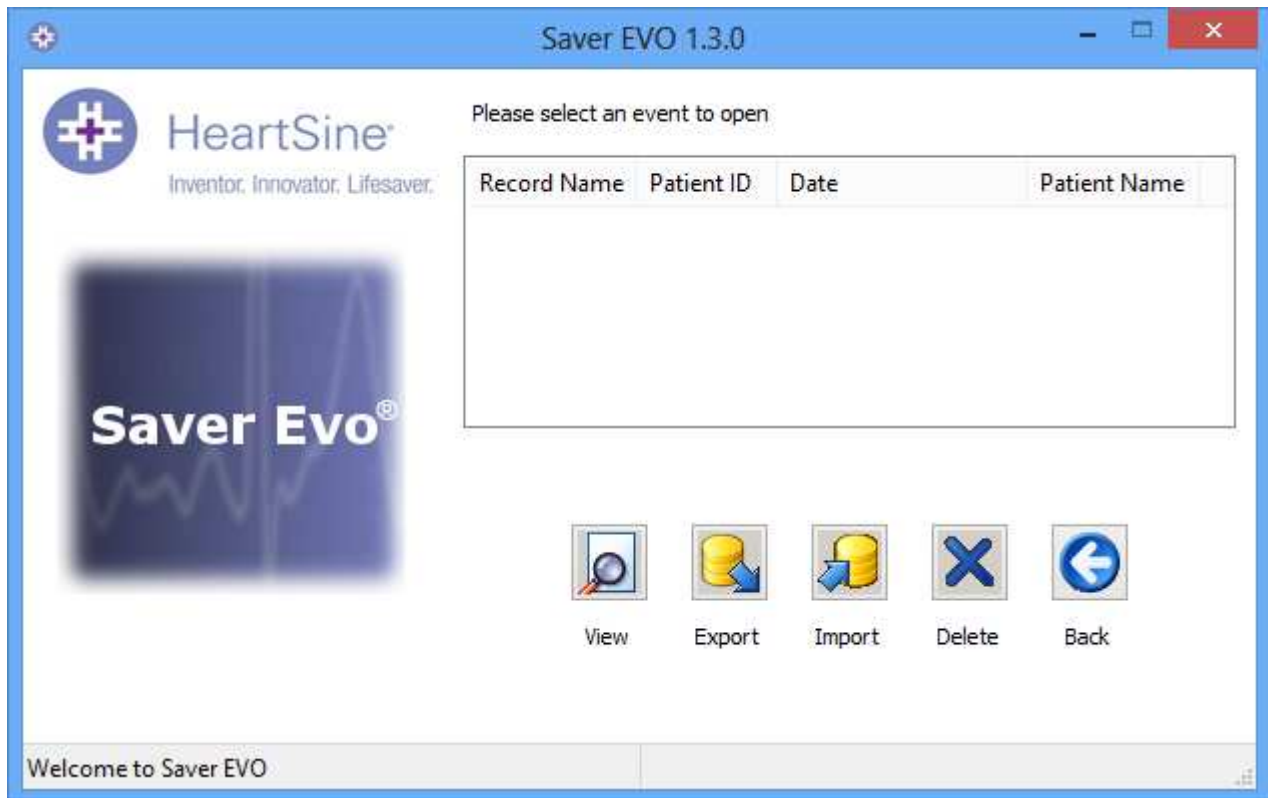 Saver EVO 1.3.0
HeartSine®
Inventor. Innovator. Lifesaver.
Saver Evo®
Please select an event to open
Record Name Patient ID Date Patient Name
View Export Import Delete Back
Welcome to Saver EVO